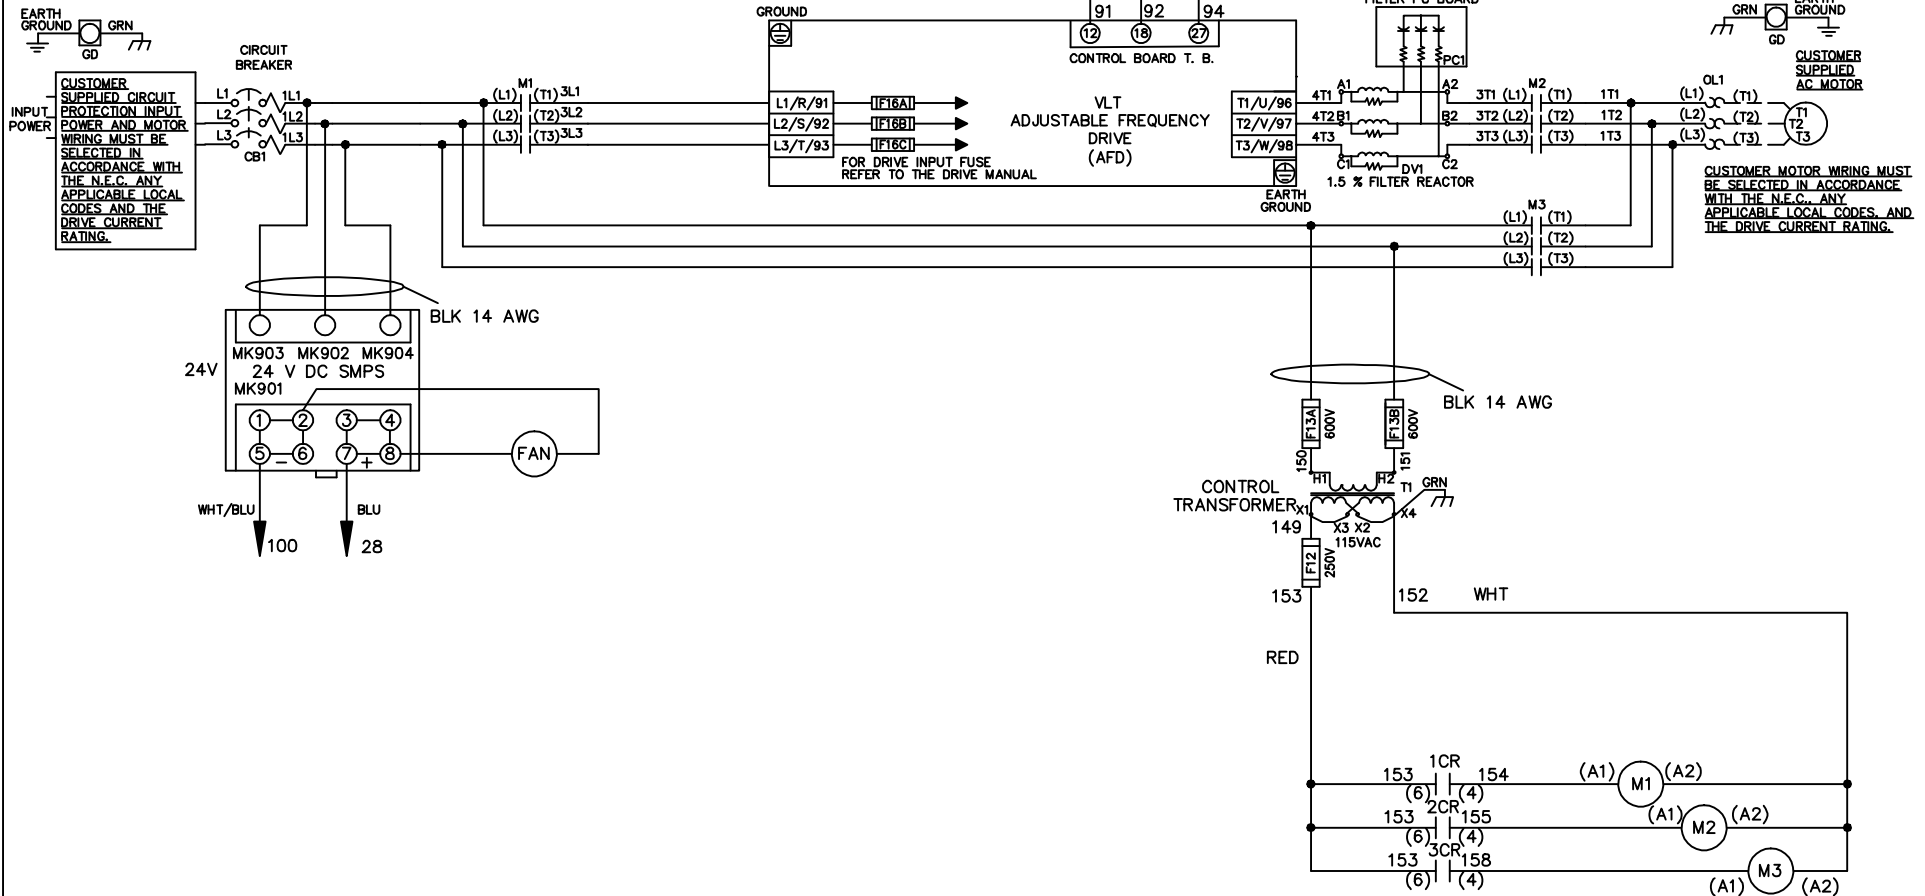 EARTH
GROUND
GRN
GD
GROUND
91
92
94
12
18
27
CONTROL BOARD T. B.
PC1
GRN
GROUND
GD
CUSTOMER
SUPPLIED
AC MOTOR
CIRCUIT
BREAKER
INPUT
POWER
CUSTOMER
SUPPLIED CIRCUIT
PROTECTION INPUT
POWER AND MOTOR
WIRING MUST BE
SELECTED IN
ACCORDANCE WITH
THE N.E.C. ANY
APPLICABLE LOCAL
CODES AND THE
DRIVE CURRENT
RATING.
L1
1L1
L2
1L2
L3
1L3
CB1
M1
(L1) (T1) 3L1
(L2) (T2) 3L2
(L3) (T3) 3L3
L1/R/91
L2/S/92
L3/T/93
F16A
F16B
F16C
FOR DRIVE INPUT FUSE
REFER TO THE DRIVE MANUAL
VLT
ADJUSTABLE FREQUENCY
DRIVE
(AFD)
T1/U/96
T2/V/97
T3/W/98
EARTH
GROUND
4T1
A1
A2
4T2
B1
B2
4T3
C1
C2
DV1
1.5 % FILTER REACTOR
M2
3T1 (L1) (T1) 1T1
3T2 (L2) (T2) 1T2
3T3 (L3) (T3) 1T3
OL1
(L1) (T1)
(L2) (T2)
(L3) (T3)
T1
T2
T3
CUSTOMER MOTOR WIRING MUST
BE SELECTED IN ACCORDANCE
WITH THE N.E.C., ANY
APPLICABLE LOCAL CODES, AND
THE DRIVE CURRENT RATING.
M3
(L1) (T1)
(L2) (T2)
(L3) (T3)
BLK 14 AWG
MK903 MK902 MK904
24V
24 V DC SMPS
MK901
1 2 3 4
5 6 7 8
- +
FAN
WHT/BLU
BLU
100
28
BLK 14 AWG
F13A
600V
F13B
600V
150
151
H1
H2
T1
GRN
CONTROL
TRANSFORMER
X1
X3 X2
X4
149
115VAC
F12
250V
153
152
WHT
RED
1CR
153
154
(6) (4)
(A1) M1 (A2)
2CR
153
155
(6) (4)
(A1) M2 (A2)
3CR
153
158
(6) (4)
(A1) M3 (A2)